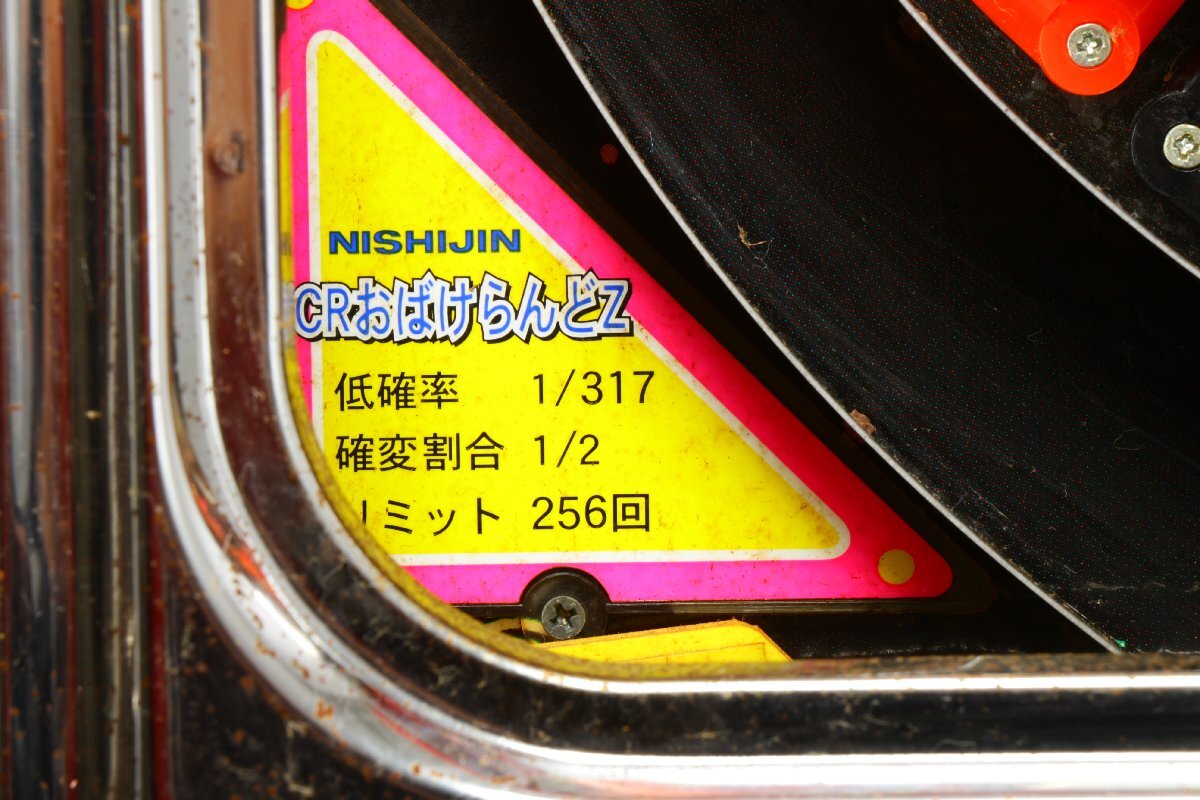 NISHIJIN
CRおばけらんどZ
低確率 1/317
確変割合 1/2
リミット 256回